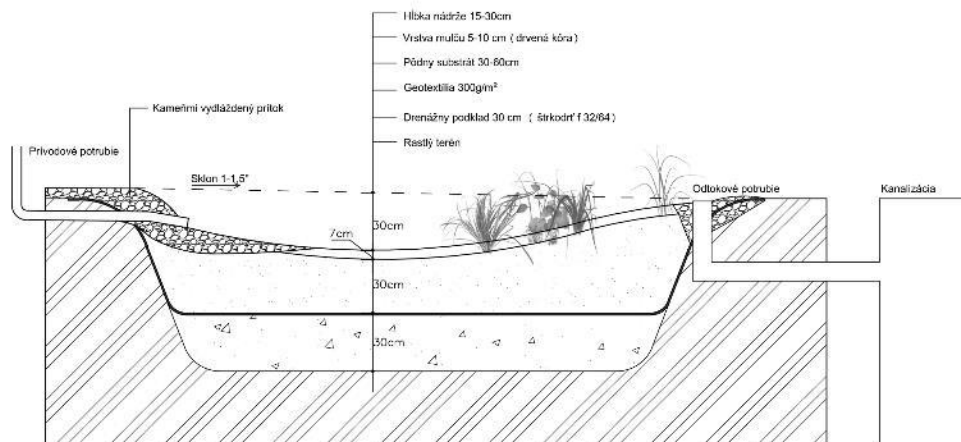 Hĺbka nádrže 15-30cm
Vrstva mulču 5-10 cm ( drvená kôra)
Pôdny substrát 30-60cm
Geotextília 300g/m²
Kameňmi vydláždený prítok
Drenážny podklad 30 cm ( štrkodrť f 32/64)
Rastlý terén
Prívodové potrubie
Sklon 1-1,5°
Odtokové potrubie
Kanalizácia
30cm
7cm
30cm
30cm